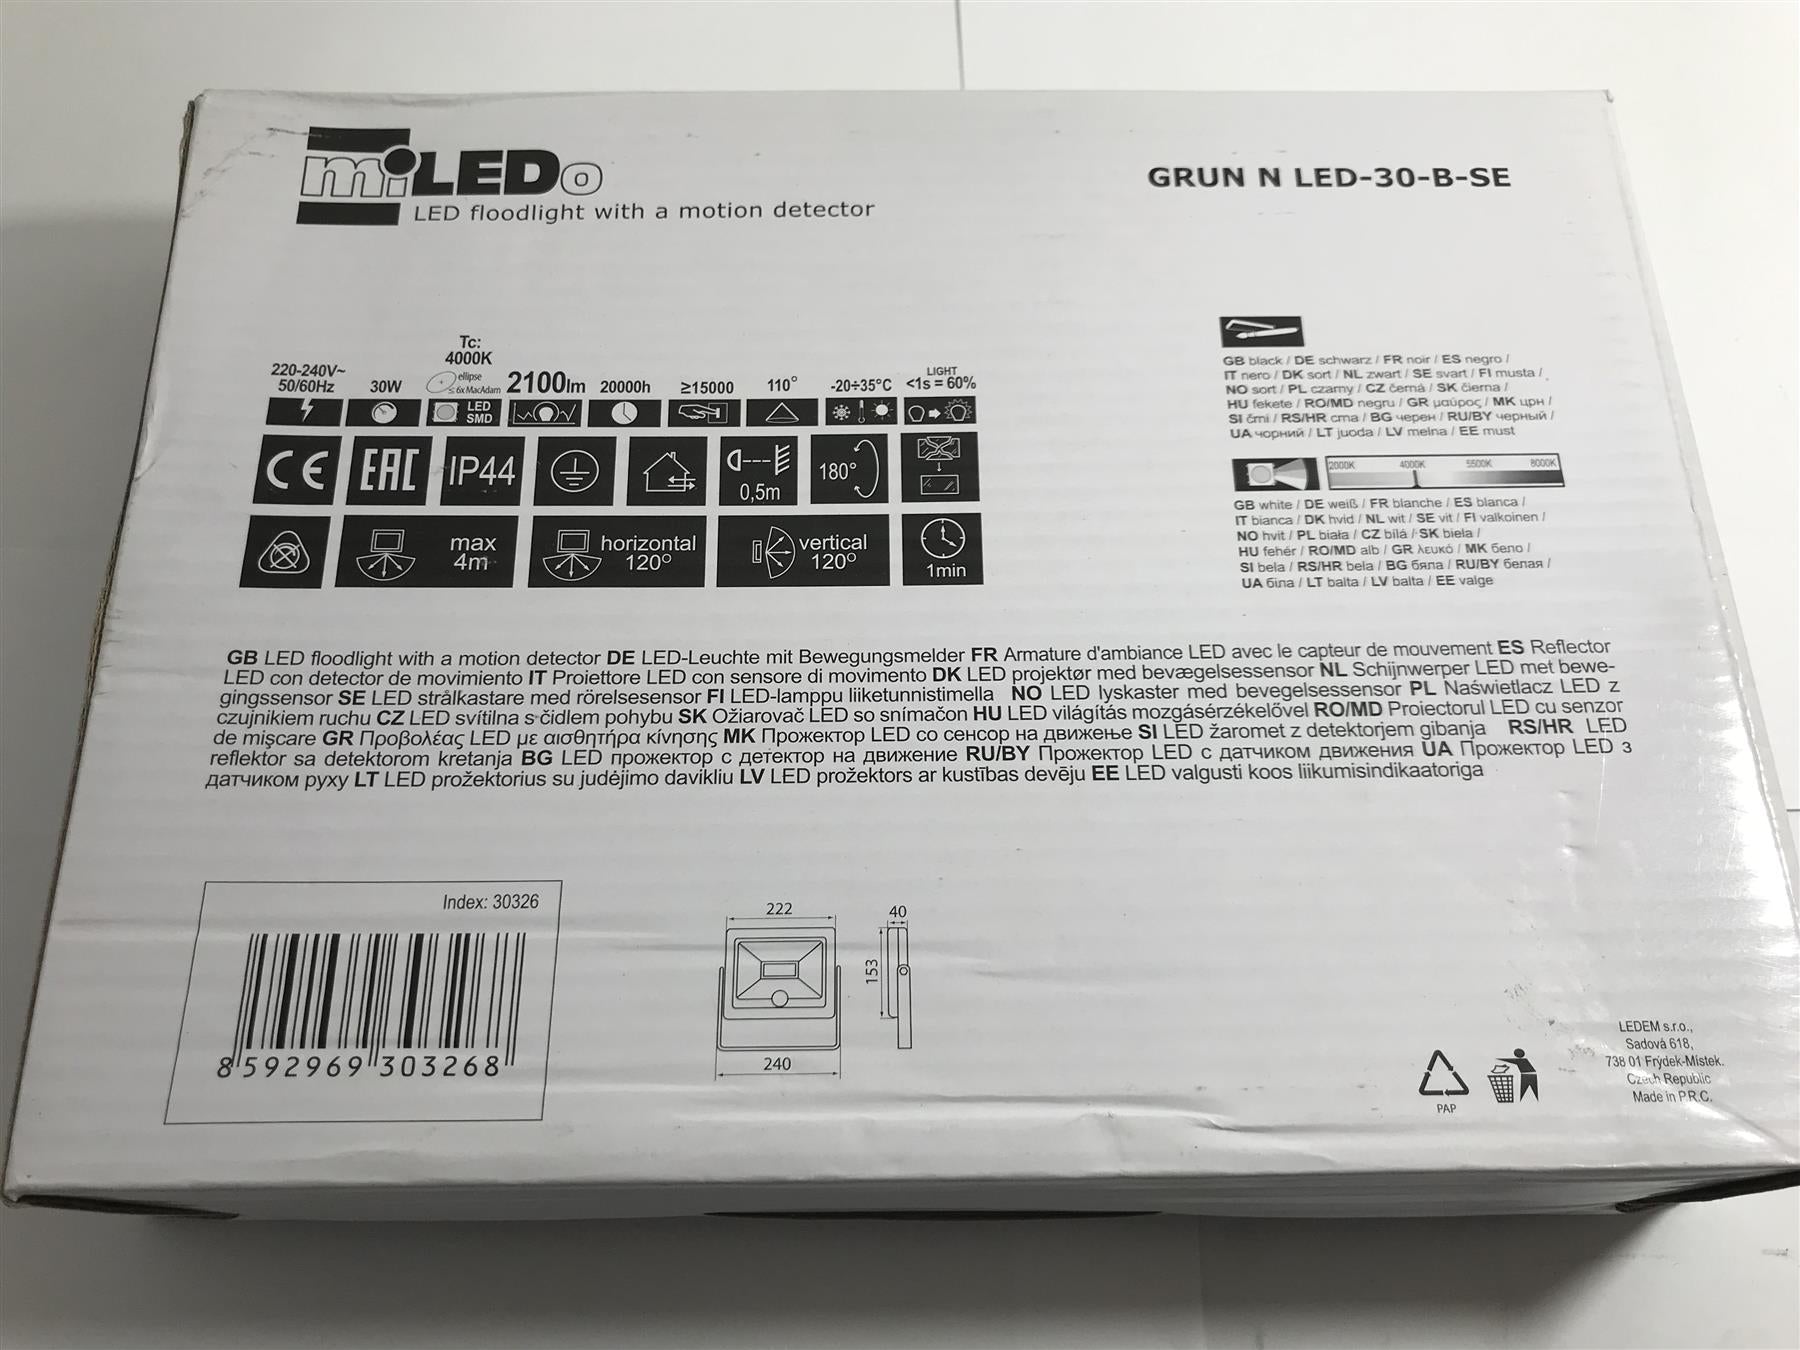 miLEDo
LED floodlight with a motion detector
GRUN N LED-30-B-SE
220-240V~
50/60Hz
30W
Tc:
4000K
ellipse
≤6x MacAdam
LED
SMD
2100lm
20000h
≥15000
110°
-20÷35°C
LIGHT
<1s = 60%
CE
EAC
IP44
0,5m
180°
max
4m
horizontal
120°
vertical
120°
1min
GB black / DE schwarz / FR noir / ES negro /
IT nero / DK sort / NL zwart / SE svart / FI musta /
NO sort / PL czarny / CZ černá / SK čierna /
HU fekete / RO/MD negru / GR μαύρος / MK црн /
SI črni / RS/HR crna / BG черен / RU/BY черный /
UA чорний / LT juoda / LV melna / EE must
2000K 4000K 5500K 8000K
GB white / DE weiß / FR blanche / ES blanca /
IT bianca / DK hvid / NL wit / SE vit / FI valkoinen /
NO hvit / PL biała / CZ bílá / SK biela /
HU fehér / RO/MD alb / GR λευκό / MK бело /
SI bela / RS/HR bela / BG бяла / RU/BY белая /
UA біла / LT balta / LV balta / EE valge
GB LED floodlight with a motion detector DE LED-Leuchte mit Bewegungsmelder FR Armature d'ambiance LED avec le capteur de mouvement ES Reflector
LED con detector de movimiento IT Proiettore LED con sensore di movimento DK LED projektør med bevægelsessensor NL Schijnwerper LED met bewe-
gingssensor SE LED strålkastare med rörelsesensor FI LED-lamppu liiketunnistimella NO LED lyskaster med bevegelsessensor PL Naświetlacz LED z
czujnikiem ruchu CZ LED svítilna s čidlem pohybu SK Ožiarovač LED so snímačon HU LED világítás mozgásérzékelővel RO/MD Proiectorul LED cu senzor
de mișcare GR Προβολέας LED με αισθητήρα κίνησης MK Прожектор LED со сенсор на движење SI LED žaromet z detektorjem gibanja RS/HR LED
reflektor sa detektorom kretanja BG LED прожектор с детектор на движение RU/BY Прожектор LED с датчиком движения UA Прожектор LED з
датчиком руху LT LED prožektorius su judėjimo davikliu LV LED prožektors ar kustības devēju EE LED valgusti koos liikumisindikaatoriga
Index: 30326
8 592969 303268
222
40
153
240
PAP
LEDEM s.r.o.,
Sadová 618,
738 01 Frýdek-Místek.
Czech Republic
Made in P.R.C.